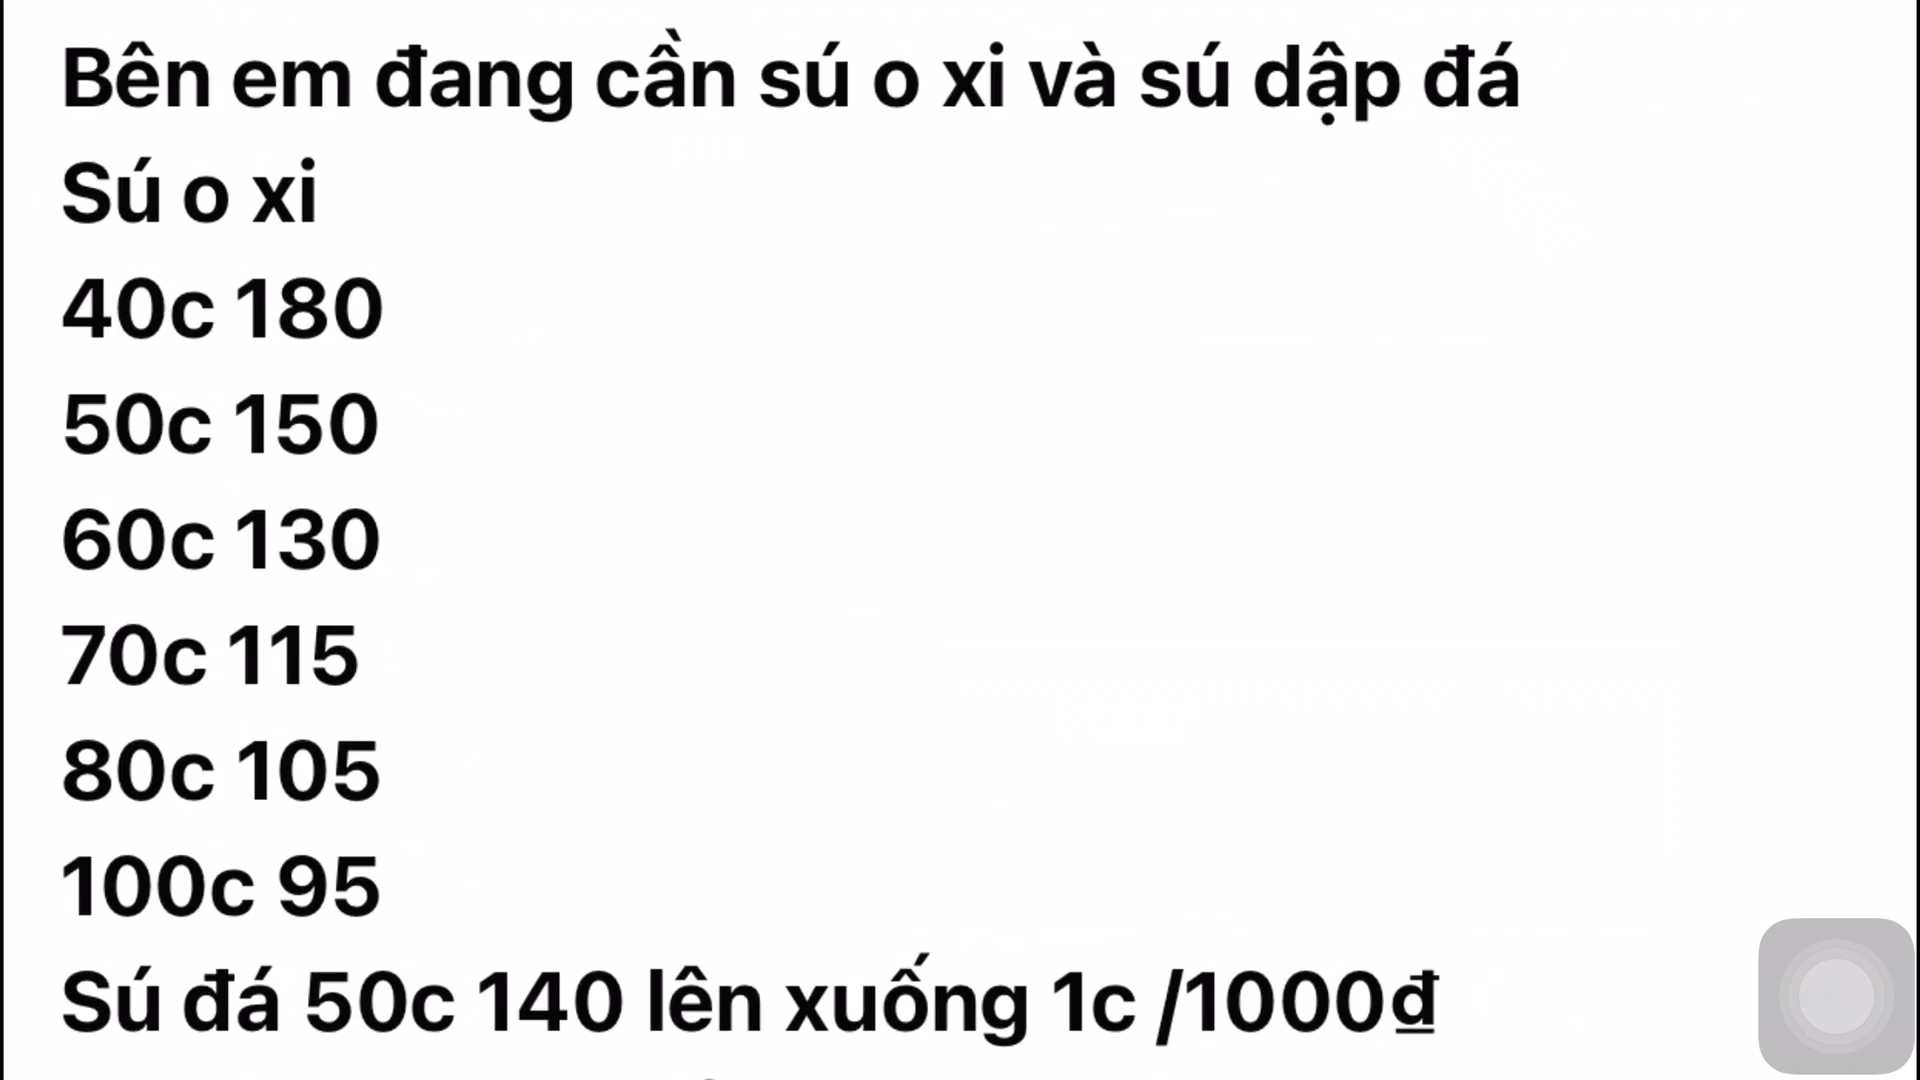 Bên em đang cần sú o xi và sú dập đá
Sú o xi
40c 180
50c 150
60c 130
70c 115
80c 105
100c 95
Sú đá 50c 140 lên xuống 1c /1000₫